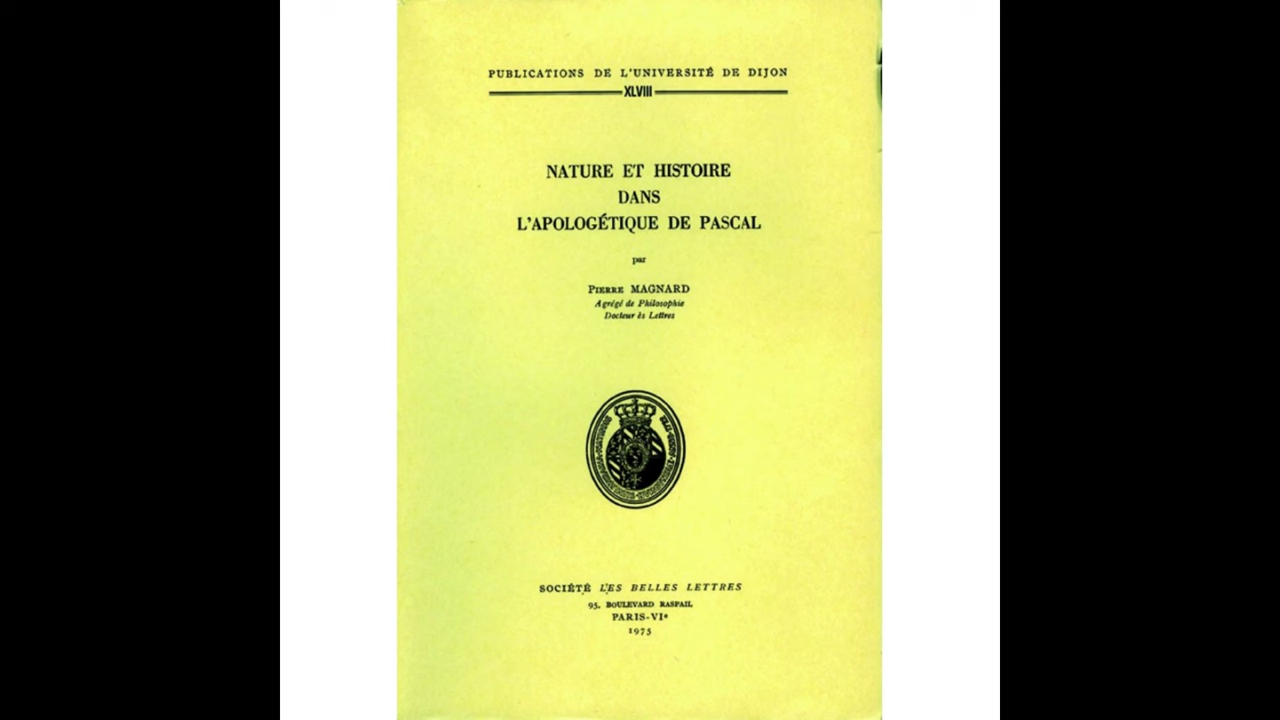 PUBLICATIONS DE L'UNIVERSITÉ DE DIJON
XLVIII
NATURE ET HISTOIRE
DANS
L'APOLOGÉTIQUE DE PASCAL
par
PIERRE MAGNARD
Agrégé de Philosophie
Docteur ès Lettres
SOCIÉTÉ LES BELLES LETTRES
95, BOULEVARD RASPAIL
PARIS-VIe
1975